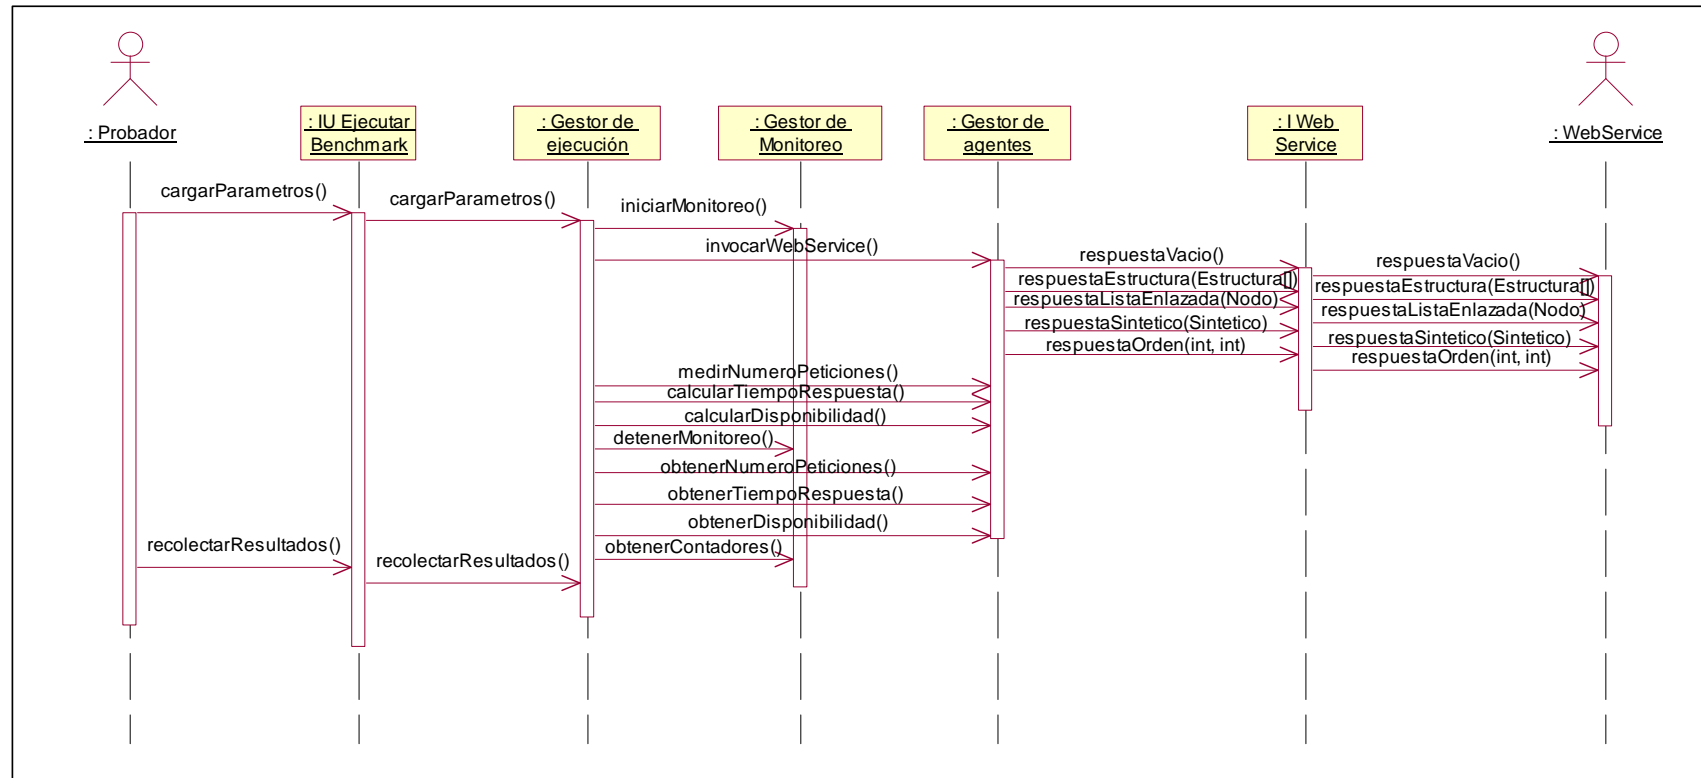 : Probador
: IU Ejecutar
Benchmark
: Gestor de
ejecución
: Gestor de
Monitoreo
: Gestor de
agentes
: I Web
Service
: WebService
cargarParametros()
cargarParametros()
iniciarMonitoreo()
invocarWebService()
respuestaVacio()
respuestaVacio()
respuestaEstructura(Estructura[])
respuestaEstructura(Estructura[])
respuestaListaEnlazada(Nodo)
respuestaListaEnlazada(Nodo)
respuestaSintetico(Sintetico)
respuestaSintetico(Sintetico)
respuestaOrden(int, int)
respuestaOrden(int, int)
medirNumeroPeticiones()
calcularTiempoRespuesta()
calcularDisponibilidad()
detenerMonitoreo()
obtenerNumeroPeticiones()
obtenerTiempoRespuesta()
obtenerDisponibilidad()
obtenerContadores()
recolectarResultados()
recolectarResultados()